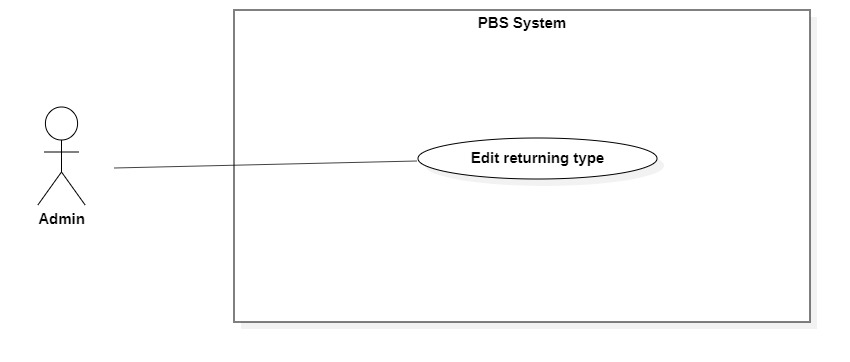 PBS System
Edit returning type
Admin